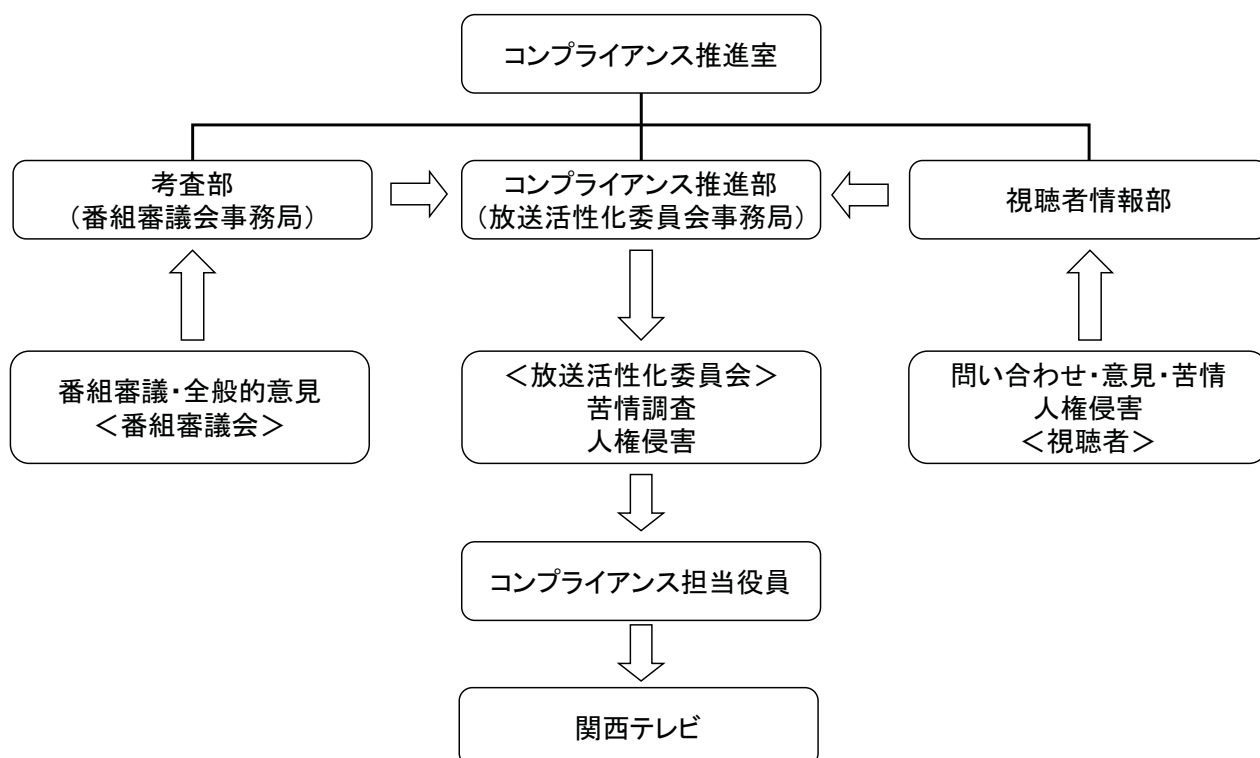 コンプライアンス推進室
考査部
（番組審議会事務局）
コンプライアンス推進部
（放送活性化委員会事務局）
視聴者情報部
番組審議・全般的意見
＜番組審議会＞
＜放送活性化委員会＞
苦情調査
人権侵害
問い合わせ・意見・苦情
人権侵害
＜視聴者＞
コンプライアンス担当役員
関西テレビ